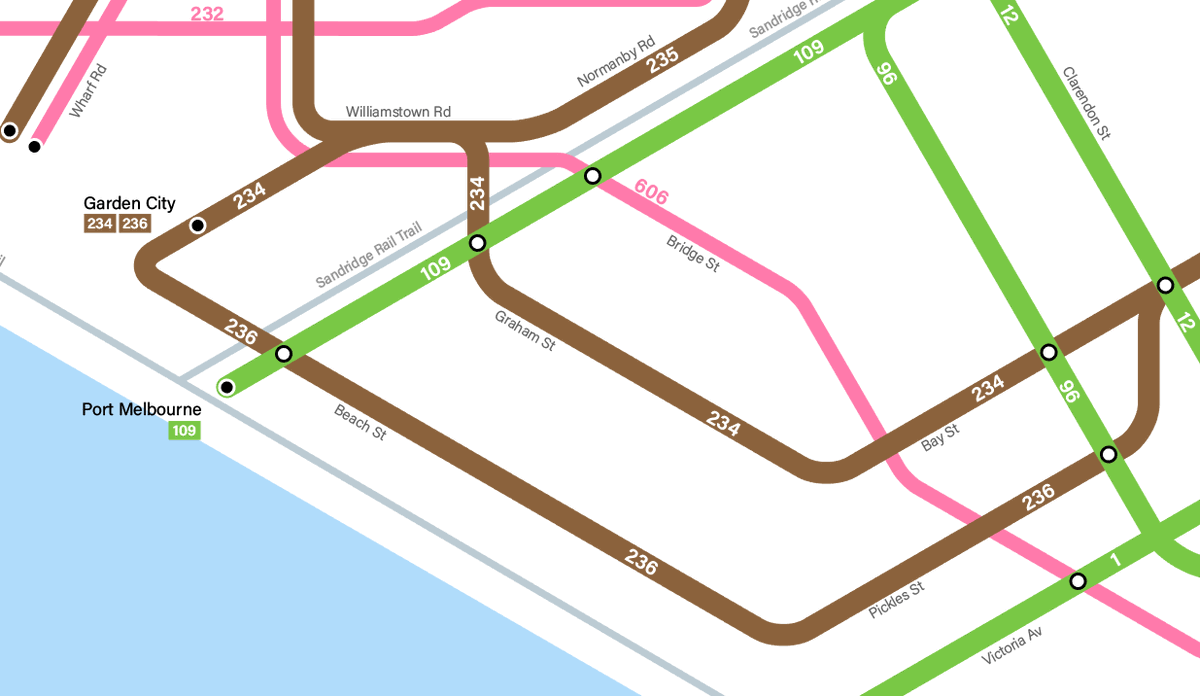 232
12
Sandridge R
109
Normanby Rd
235
96
Wharf Rd
Clarendon St
Williamstown Rd
234
234
606
Garden City
234 236
Bridge St
Sandridge Rail Trail
109
236
Graham St
12
Port Melbourne
109
Beach St
234
234
96
Bay St
236
236
1
Pickles St
Victoria Av